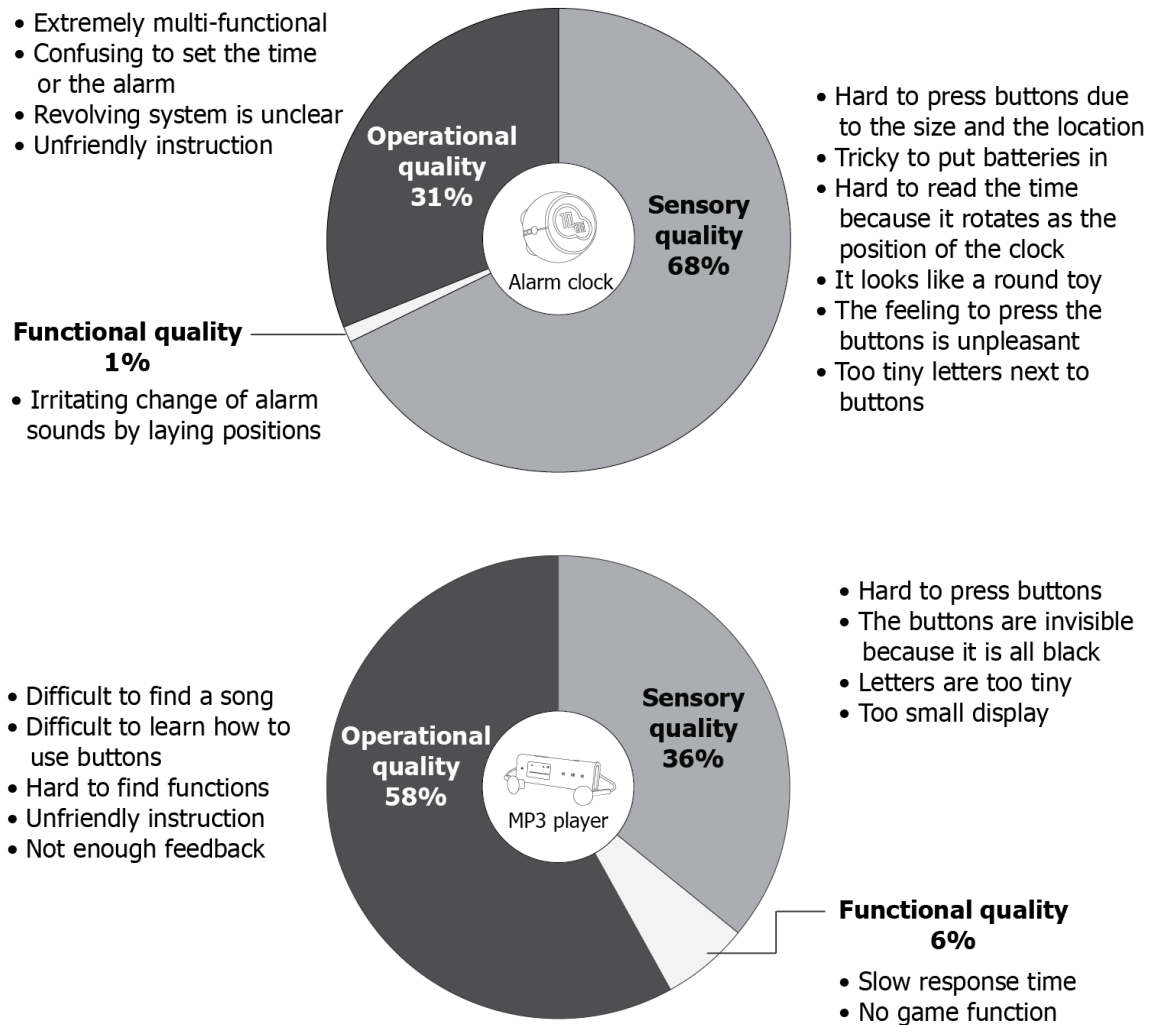 • Extremely multi-functional
• Confusing to set the time
or the alarm
• Revolving system is unclear
• Unfriendly instruction
Operational
quality
31%
Sensory
quality
68%
Alarm clock
• Hard to press buttons due
to the size and the location
• Tricky to put batteries in
• Hard to read the time
because it rotates as the
position of the clock
• It looks like a round toy
• The feeling to press the
buttons is unpleasant
• Too tiny letters next to
buttons
Functional quality
1%
• Irritating change of alarm
sounds by laying positions
• Difficult to find a song
• Difficult to learn how to
use buttons
• Hard to find functions
• Unfriendly instruction
• Not enough feedback
Operational
quality
58%
Sensory
quality
36%
MP3 player
• Hard to press buttons
• The buttons are invisible
because it is all black
• Letters are too tiny
• Too small display
Functional quality
6%
• Slow response time
• No game function